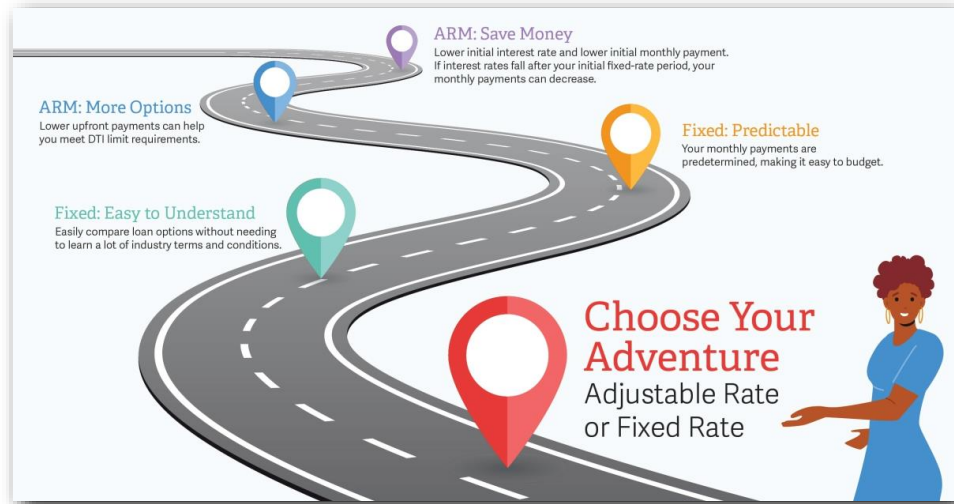 ARM: Save Money
Lower initial interest rate and lower initial monthly payment.
If interest rates fall after your initial fixed-rate period, your
monthly payments can decrease.
ARM: More Options
Lower upfront payments can help
you meet DTI limit requirements.
Fixed: Predictable
Your monthly payments are
predetermined, making it easy to budget.
Fixed: Easy to Understand
Easily compare loan options without needing
to learn a lot of industry terms and conditions.
Choose Your
Adventure
Adjustable Rate
or Fixed Rate